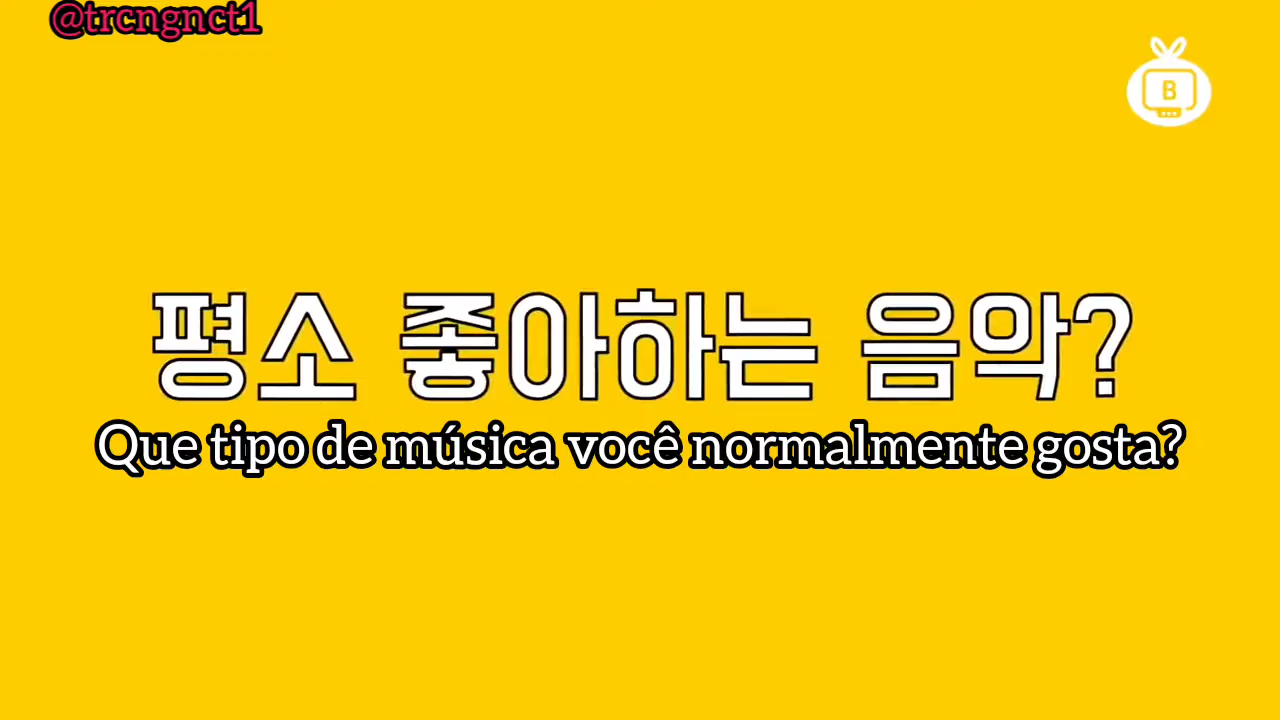 @trcngnct1
B
평소 좋아하는 음악?
Que tipo de música você normalmente gosta?